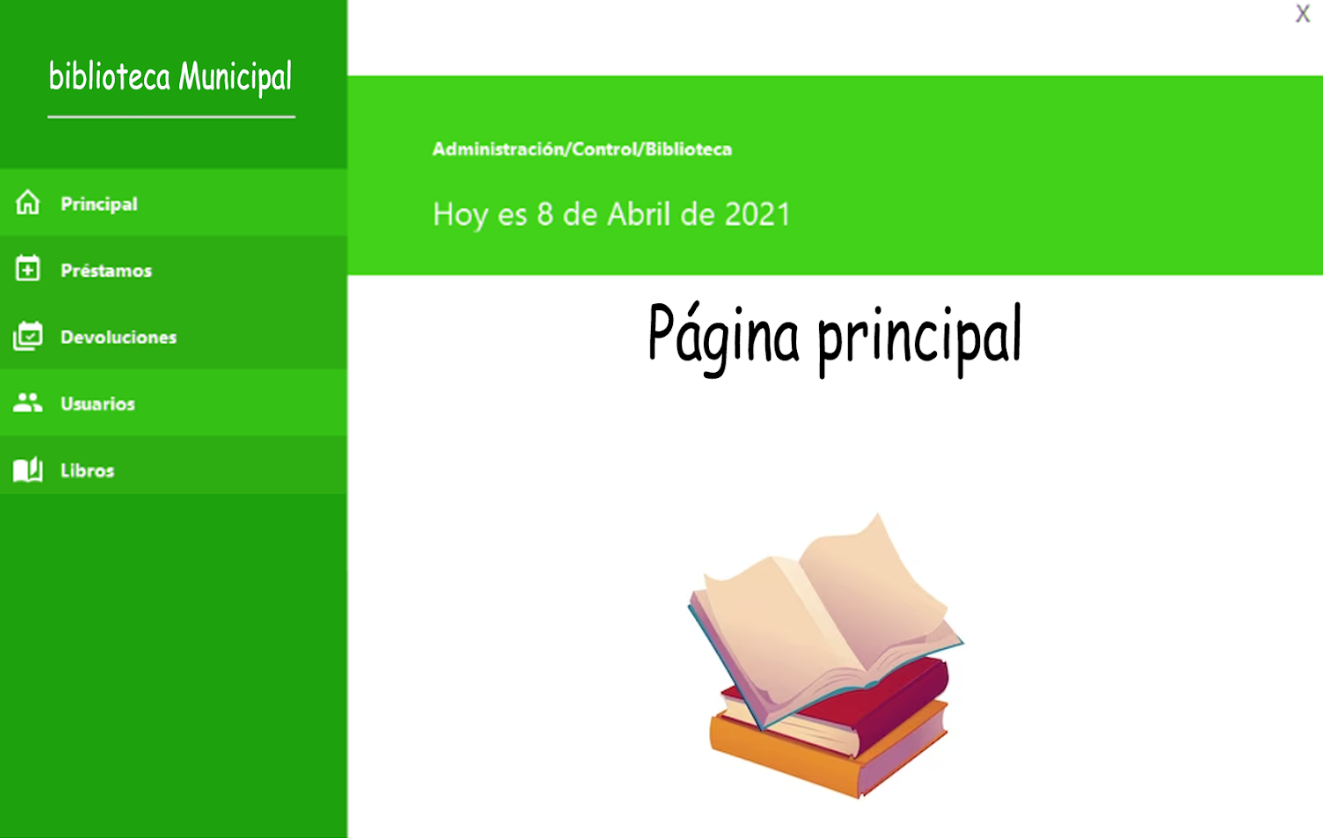 X
biblioteca Municipal
Administración/Control/Biblioteca
Hoy es 8 de Abril de 2021
Principal
Préstamos
Devoluciones
Usuarios
Libros
Página principal